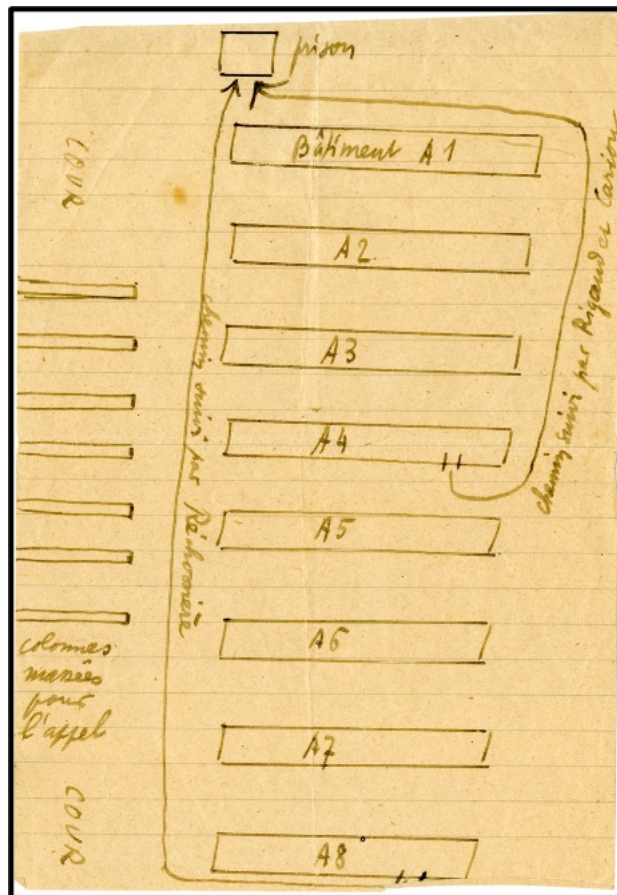 prison
Bâtiment A1
COUR
A2
A3
chemin suivi par Rigaud et Carion
chemin suivi par Réchossière
A4
A5
A6
colonnes
massées
pour
l'appel
A7
COUR
A8